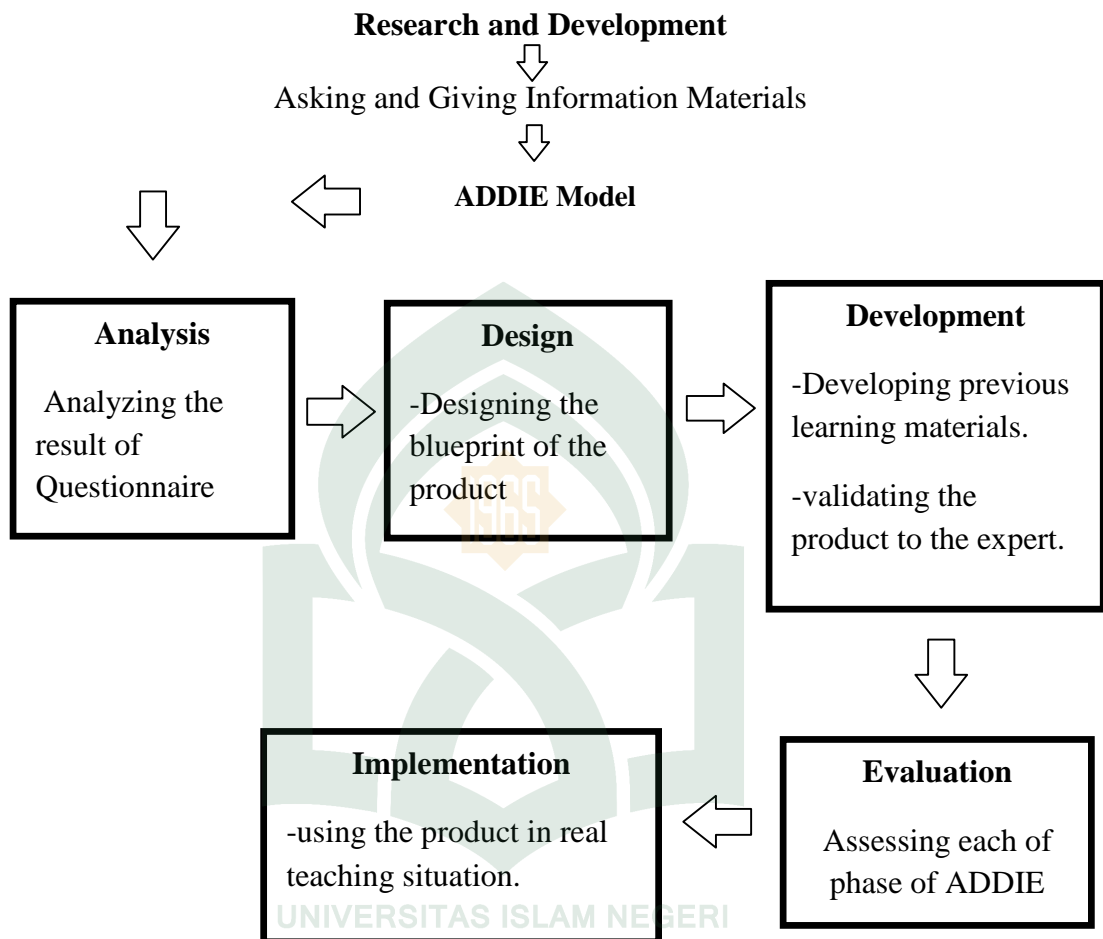 Research and Development
Asking and Giving Information Materials
ADDIE Model
Analysis
Analyzing the
result of
Questionnaire
Design
-Designing the
blueprint of the
product
Development
-Developing previous
learning materials.
-validating the
product to the expert.
Evaluation
Assessing each of
phase of ADDIE
Implementation
-using the product in real
teaching situation.
1965
UNIVERSITAS ISLAM NEGERI